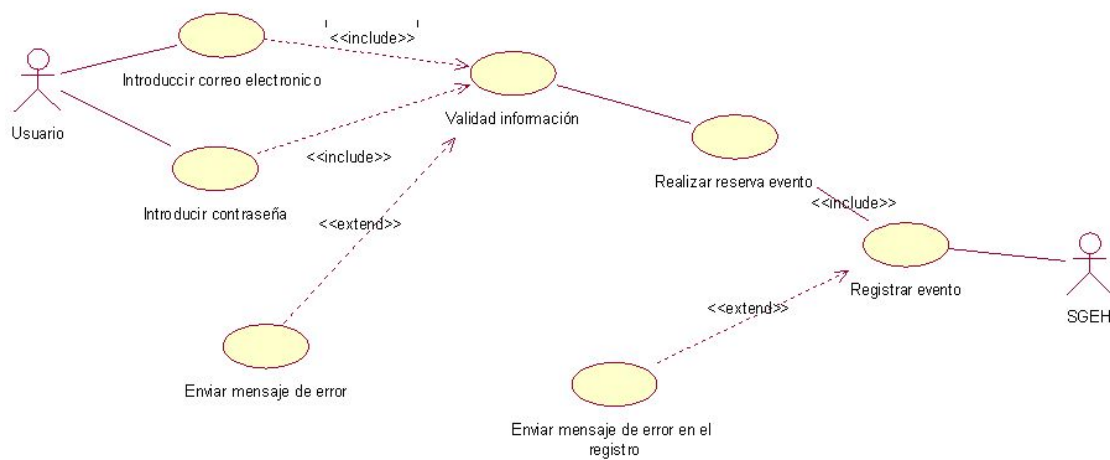 <<include>>
Introduccir correo electronico
Validad información
Usuario
<<include>>
Realizar reserva evento
Introducir contraseña
<<include>>
<<extend>>
Registrar evento
<<extend>>
SGEH
Enviar mensaje de error
Enviar mensaje de error en el
registro